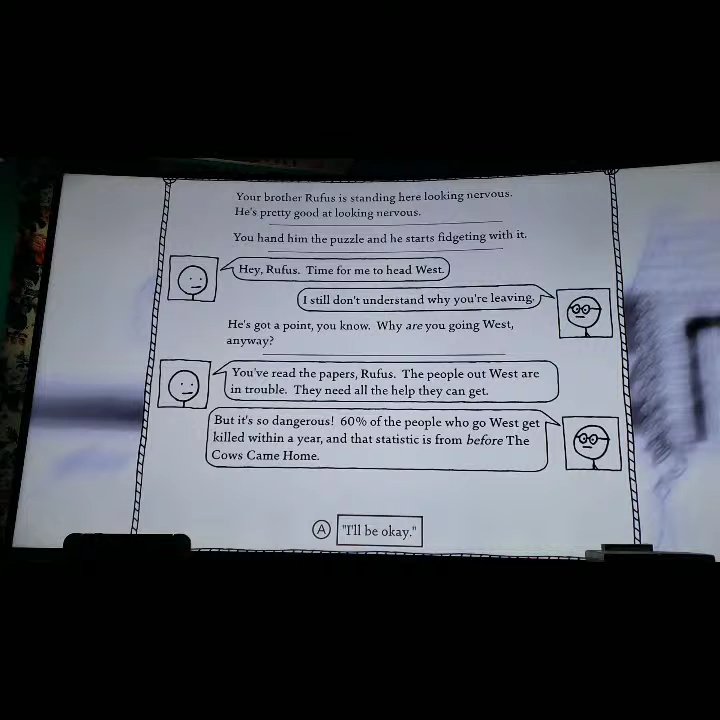 Your brother Rufus is standing here looking nervous.
He's pretty good at looking nervous.
You hand him the puzzle and he starts fidgeting with it.
Hey, Rufus. Time for me to head West.
I still don't understand why you're leaving.
He's got a point, you know. Why are you going West,
anyway?
You've read the papers, Rufus. The people out West are
in trouble. They need all the help they can get.
But it's so dangerous! 60% of the people who go West get
killed within a year, and that statistic is from before The
Cows Came Home.
A "I'll be okay."